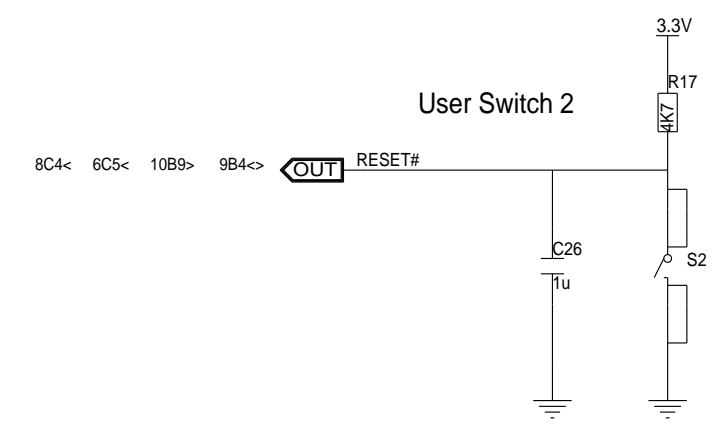 3.3V
R17
4K7
User Switch 2
8C4< 6C5< 10B9> 9B4<> OUT RESET#
C26
1u
S2